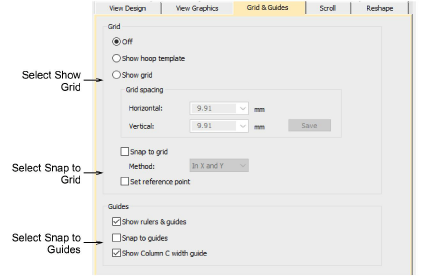 View Design View Graphics Grid & Guides Scroll Reshape
Grid
Off
Show hoop template
Select Show
Grid
Show grid
Grid spacing
Horizontal: 9.91 mm
Vertical: 9.91 mm Save
Select Snap to
Grid
Snap to grid
Method: In X and Y
Set reference point
Guides
Show rulers & guides
Select Snap to
Guides
Snap to guides
Show Column C width guide